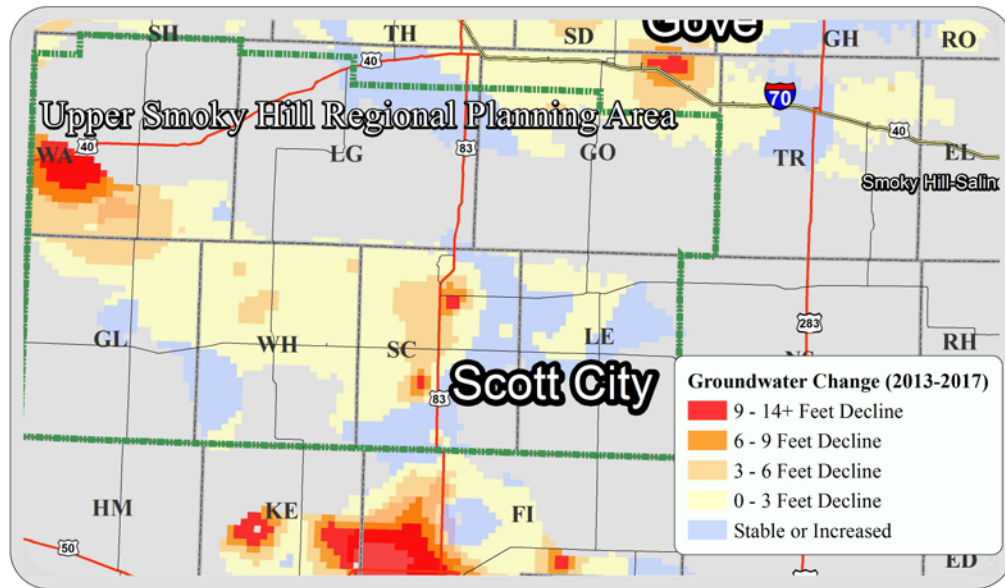 Gove
SH
TH
SD
GH
RO
40
40
70
Upper Smoky Hill Regional Planning Area
WA
40
LG
83
GO
TR
40
EL
Smoky Hill-Salin
GL
WH
SC
LE
283
NS
RH
Scott City
83
HM
KE
FI
50
ED
Groundwater Change (2013-2017)
9 - 14+ Feet Decline
6 - 9 Feet Decline
3 - 6 Feet Decline
0 - 3 Feet Decline
Stable or Increased